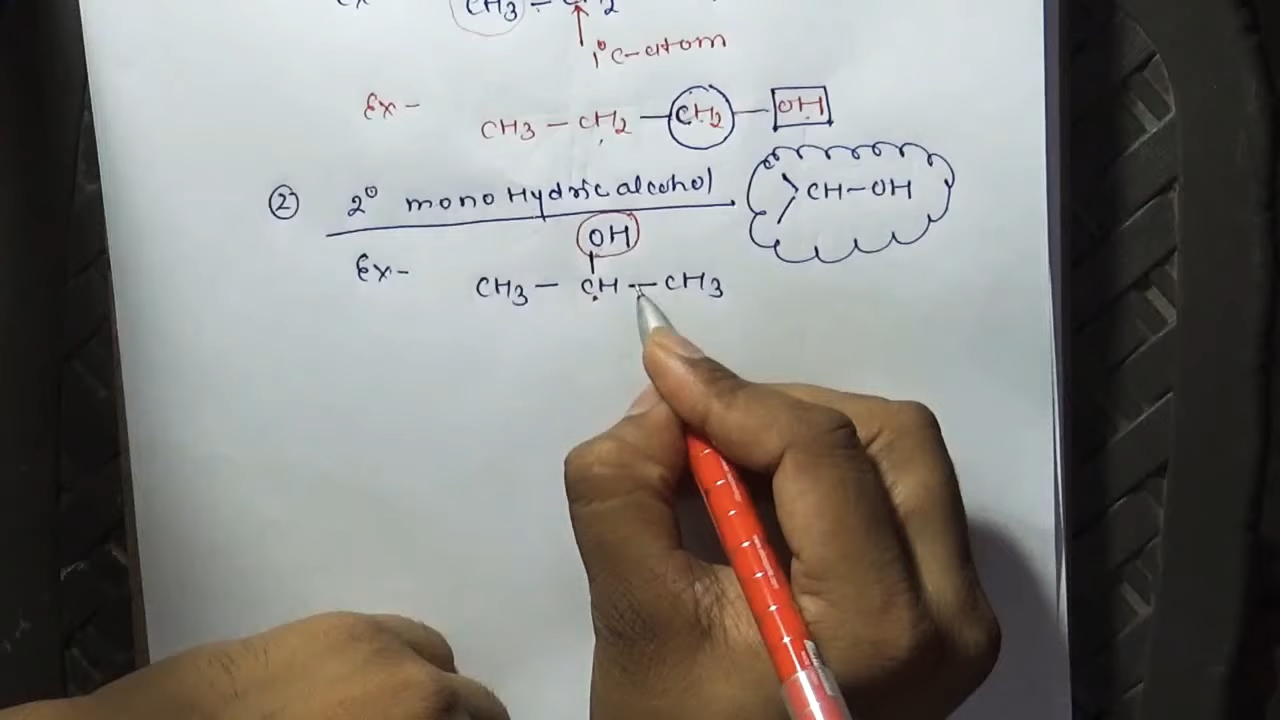 CH3 -
1° C-atom
Ex - CH3 - CH2 - CH2 - OH
② 2° mono Hydric alcohol >CH-OH
OH
Ex- CH3 - CH - CH3